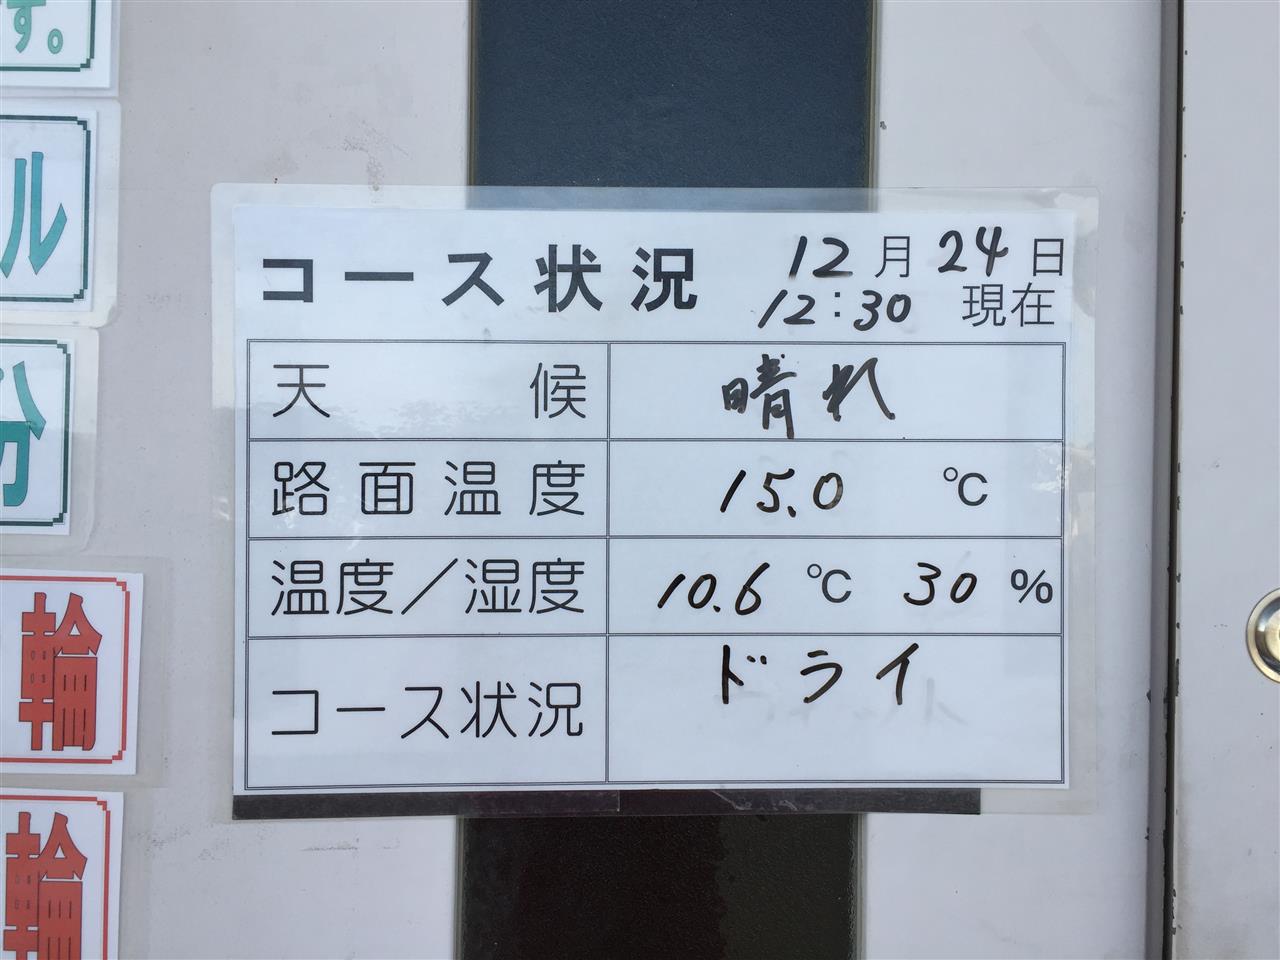 す。
ル
分
輪
輪
コース状況 12月24日
12:30 現在
天候 晴れ
路面温度 15.0 ℃
温度／湿度 10.6 ℃ 30 %
コース状況 ドライ